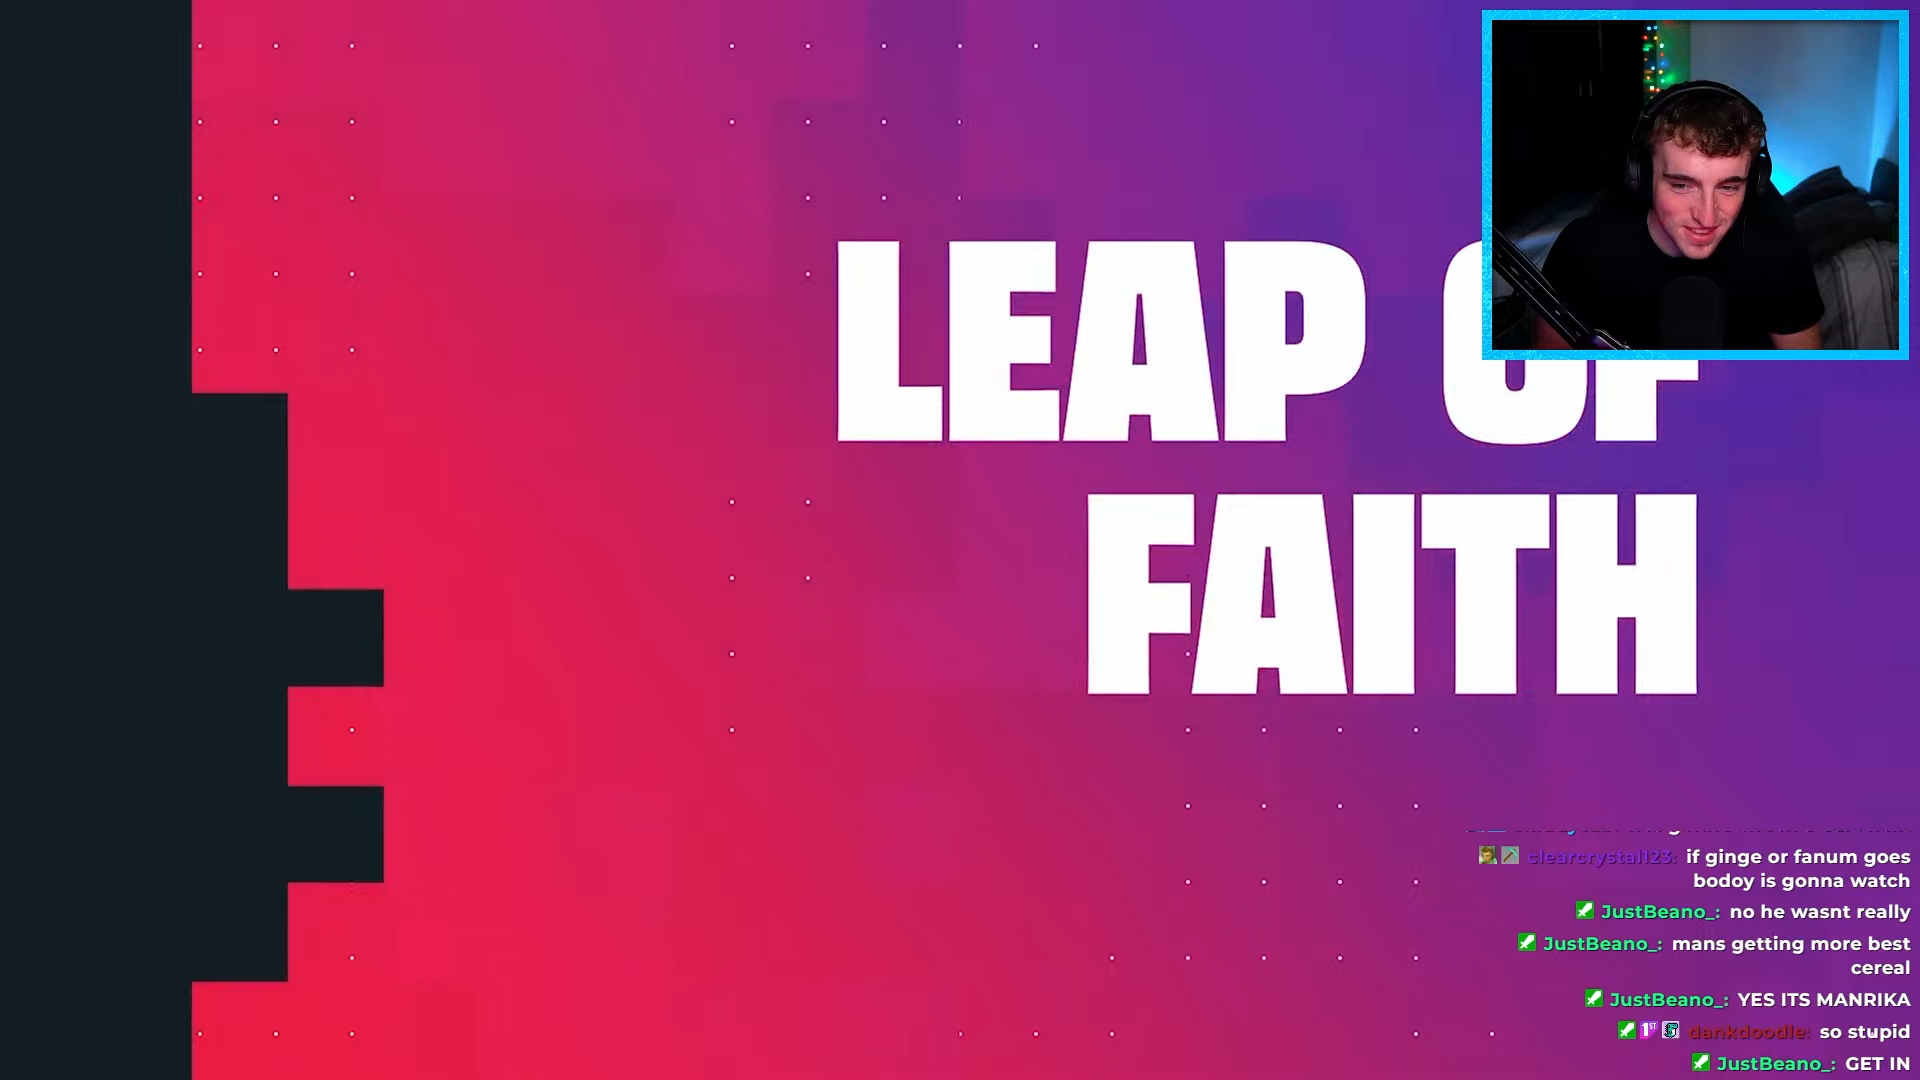 LEAP OF
FAITH
clearcrystal123: if ginge or fanum goes
bodoy is gonna watch
JustBeano_: no he wasnt really
JustBeano_: mans getting more best
cereal
JustBeano_: YES ITS MANRIKA
1ST dankdoodle: so stupid
JustBeano_: GET IN